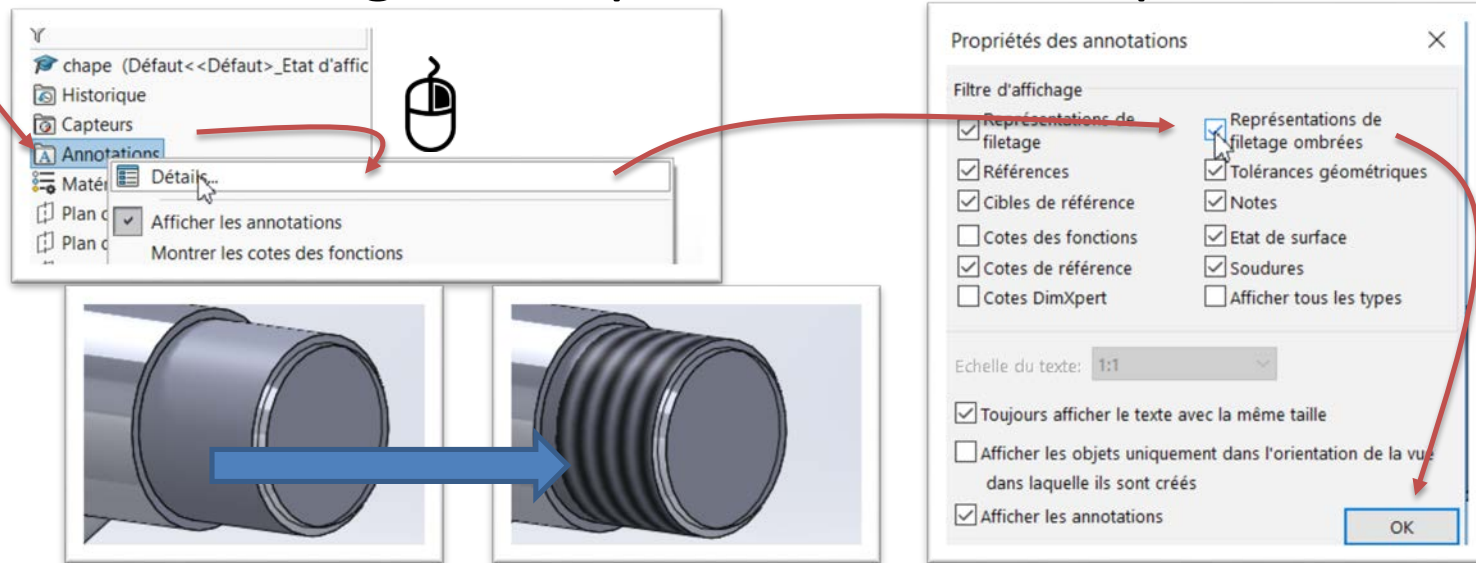 chape (Défaut<<Défaut>_Etat d'affic
Historique
Capteurs
Annotations
Matér
Détails...
Plan d
Afficher les annotations
Plan d
Montrer les cotes des fonctions
Propriétés des annotations
Filtre d'affichage
Représentations de
filetage
Représentations de
filetage ombrées
Références
Tolérances géométriques
Cibles de référence
Notes
Cotes des fonctions
Etat de surface
Cotes de référence
Soudures
Cotes DimXpert
Afficher tous les types
Echelle du texte: 1:1
Toujours afficher le texte avec la même taille
Afficher les objets uniquement dans l'orientation de la vue
dans laquelle ils sont créés
Afficher les annotations
OK